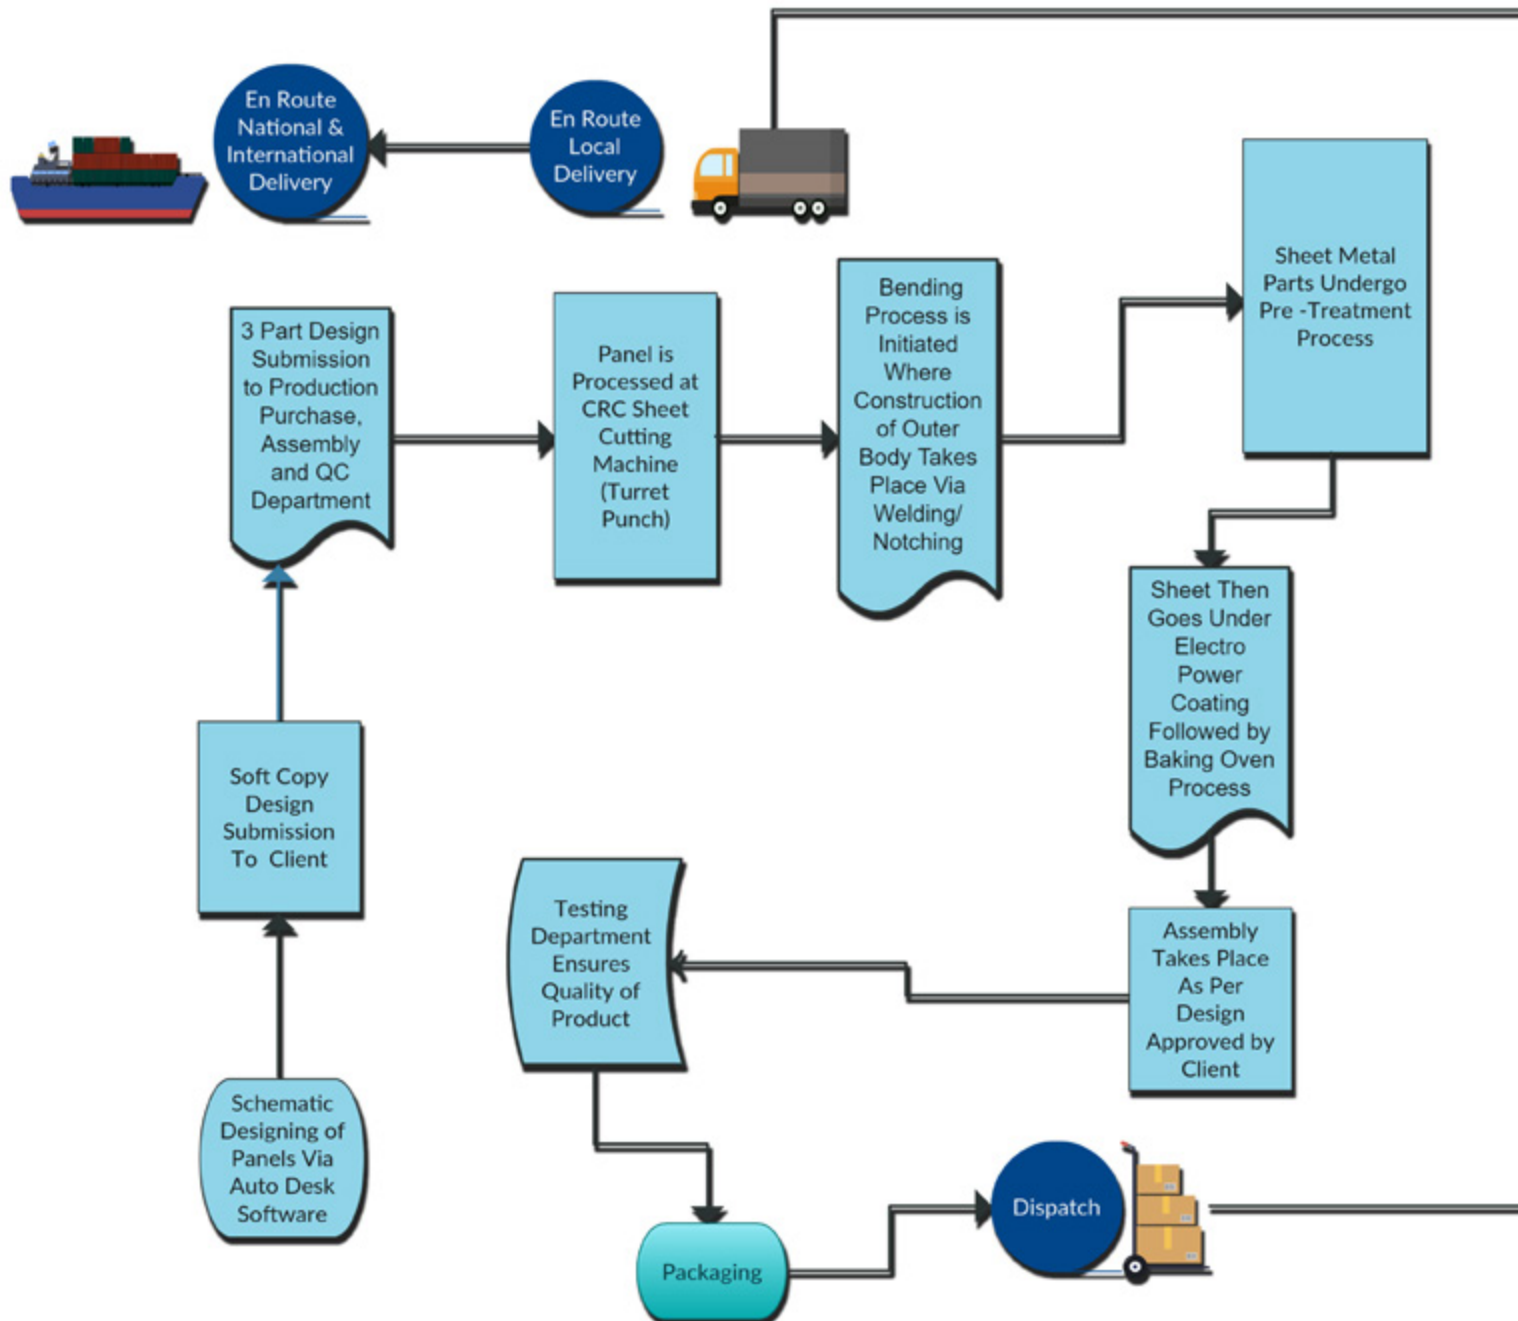 En Route
National &
International
Delivery
En Route
Local
Delivery
3 Part Design
Submission
to Production
Purchase,
Assembly
and QC
Department
Panel is
Processed at
CRC Sheet
Cutting
Machine
(Turret
Punch)
Bending
Process is
Initiated
Where
Construction
of Outer
Body Takes
Place Via
Welding/
Notching
Sheet Metal
Parts Undergo
Pre -Treatment
Process
Sheet Then
Goes Under
Electro
Power
Coating
Followed by
Baking Oven
Process
Soft Copy
Design
Submission
To Client
Testing
Department
Ensures
Quality of
Product
Assembly
Takes Place
As Per
Design
Approved by
Client
Schematic
Designing of
Panels Via
Auto Desk
Software
Packaging
Dispatch